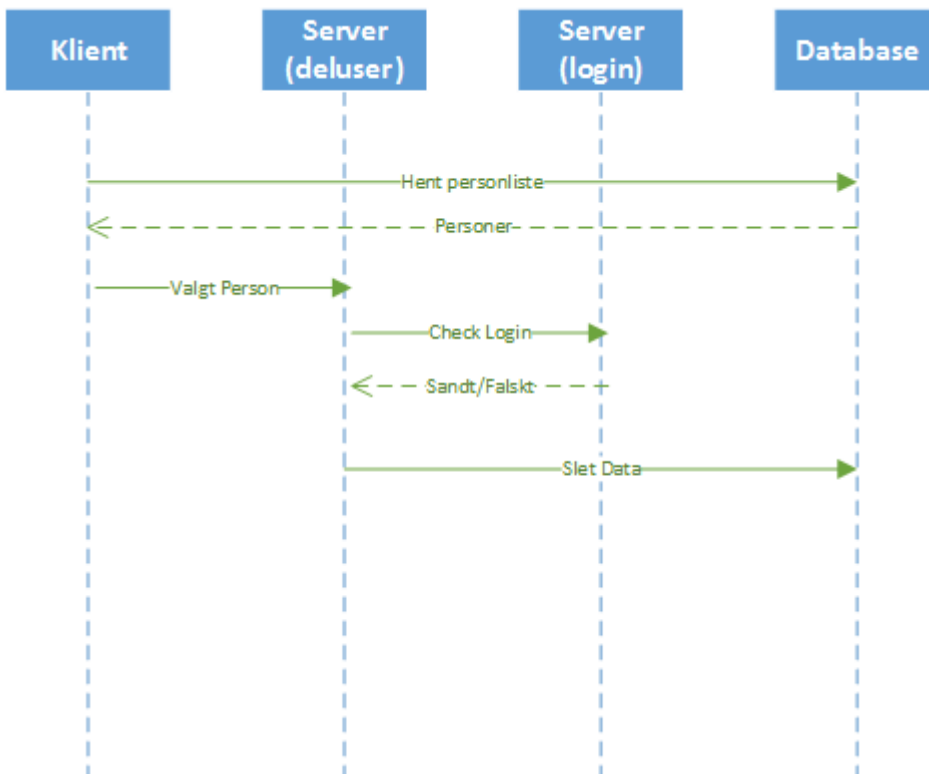 Klient
Server
(deluser)
Server
(login)
Database
Hent personliste
Personer
Valgt Person
Check Login
Sandt/Falskt
Slet Data